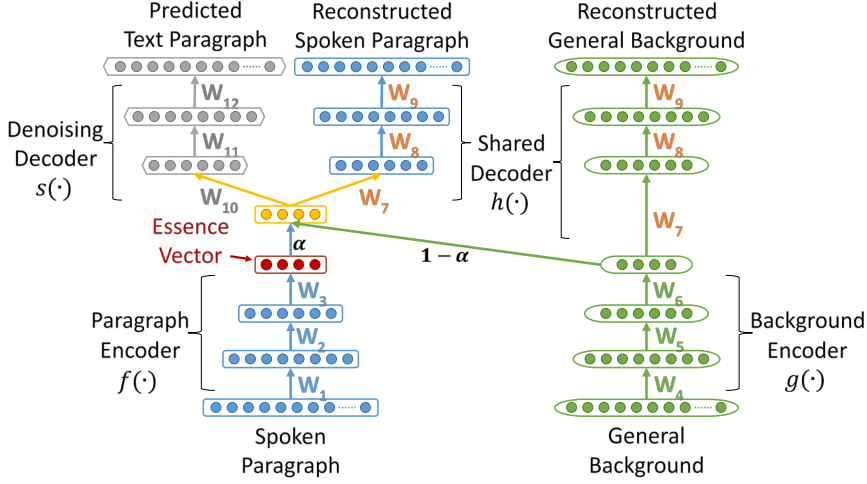 Predicted
Text Paragraph
Reconstructed
Spoken Paragraph
Reconstructed
General Background
W12
W9
W9
Denoising
Decoder
s(·)
W11
W8
W8
Shared
Decoder
h(·)
W10
W7
W7
Essence
Vector
α
1 − α
Paragraph
Encoder
f(·)
W3
W2
W1
W6
W5
W4
Background
Encoder
g(·)
Spoken
Paragraph
General
Background